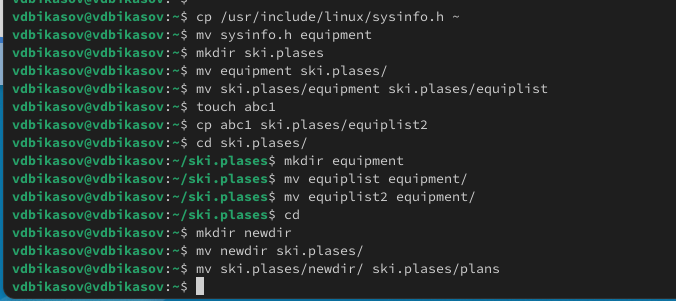 vdbikasov@vdbikasov:~$ cp /usr/include/linux/sysinfo.h ~
vdbikasov@vdbikasov:~$ mv sysinfo.h equipment
vdbikasov@vdbikasov:~$ mkdir ski.plases
vdbikasov@vdbikasov:~$ mv equipment ski.plases/
vdbikasov@vdbikasov:~$ mv ski.plases/equipment ski.plases/equiplist
vdbikasov@vdbikasov:~$ touch abc1
vdbikasov@vdbikasov:~$ cp abc1 ski.plases/equiplist2
vdbikasov@vdbikasov:~$ cd ski.plases/
vdbikasov@vdbikasov:~/ski.plases$ mkdir equipment
vdbikasov@vdbikasov:~/ski.plases$ mv equiplist equipment/
vdbikasov@vdbikasov:~/ski.plases$ mv equiplist2 equipment/
vdbikasov@vdbikasov:~/ski.plases$ cd
vdbikasov@vdbikasov:~$ mkdir newdir
vdbikasov@vdbikasov:~$ mv newdir ski.plases/
vdbikasov@vdbikasov:~$ mv ski.plases/newdir/ ski.plases/plans
vdbikasov@vdbikasov:~$